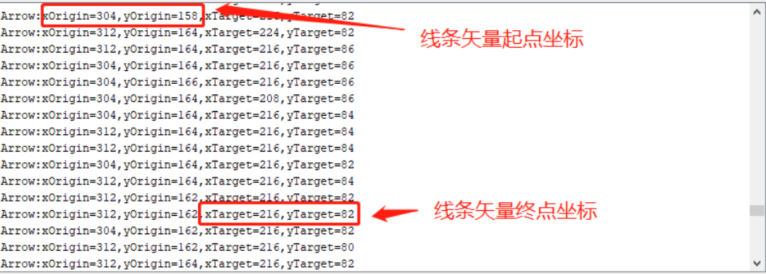 Arrow:xOrigin=304,yOrigin=158,xTarget=216,yTarget=82
线条矢量起点坐标
Arrow:xOrigin=312,yOrigin=164,xTarget=224,yTarget=82
Arrow:xOrigin=312,yOrigin=166,xTarget=216,yTarget=86
Arrow:xOrigin=304,yOrigin=164,xTarget=216,yTarget=86
Arrow:xOrigin=312,yOrigin=166,xTarget=216,yTarget=86
Arrow:xOrigin=304,yOrigin=164,xTarget=208,yTarget=86
Arrow:xOrigin=304,yOrigin=164,xTarget=216,yTarget=84
Arrow:xOrigin=312,yOrigin=164,xTarget=216,yTarget=84
Arrow:xOrigin=312,yOrigin=164,xTarget=216,yTarget=84
Arrow:xOrigin=304,yOrigin=164,xTarget=216,yTarget=82
Arrow:xOrigin=312,yOrigin=164,xTarget=216,yTarget=84
Arrow:xOrigin=312,yOrigin=162,xTarget=216,yTarget=82
Arrow:xOrigin=312,yOrigin=162,xTarget=216,yTarget=82
线条矢量终点坐标
Arrow:xOrigin=304,yOrigin=162,xTarget=216,yTarget=82
Arrow:xOrigin=312,yOrigin=162,xTarget=216,yTarget=80
Arrow:xOrigin=312,yOrigin=164,xTarget=216,yTarget=82